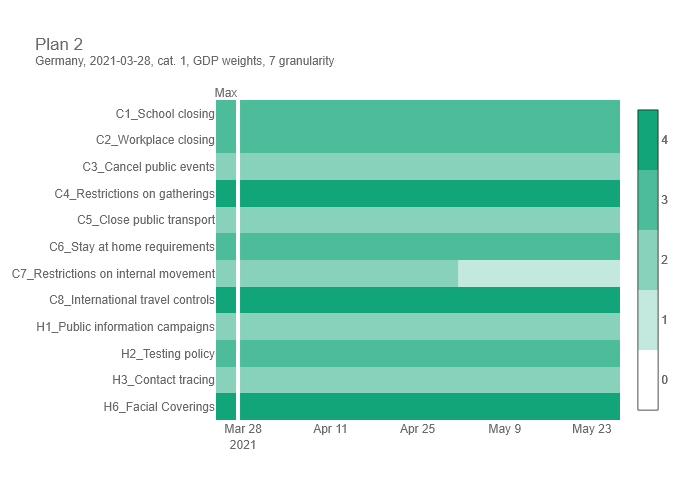 Plan 2
Germany, 2021-03-28, cat. 1, GDP weights, 7 granularity
Max
C1_School closing
C2_Workplace closing
C3_Cancel public events
C4_Restrictions on gatherings
C5_Close public transport
C6_Stay at home requirements
C7_Restrictions on internal movement
C8_International travel controls
H1_Public information campaigns
H2_Testing policy
H3_Contact tracing
H6_Facial Coverings
Mar 28 Apr 11 Apr 25 May 9 May 23
2021
4
3
2
1
0